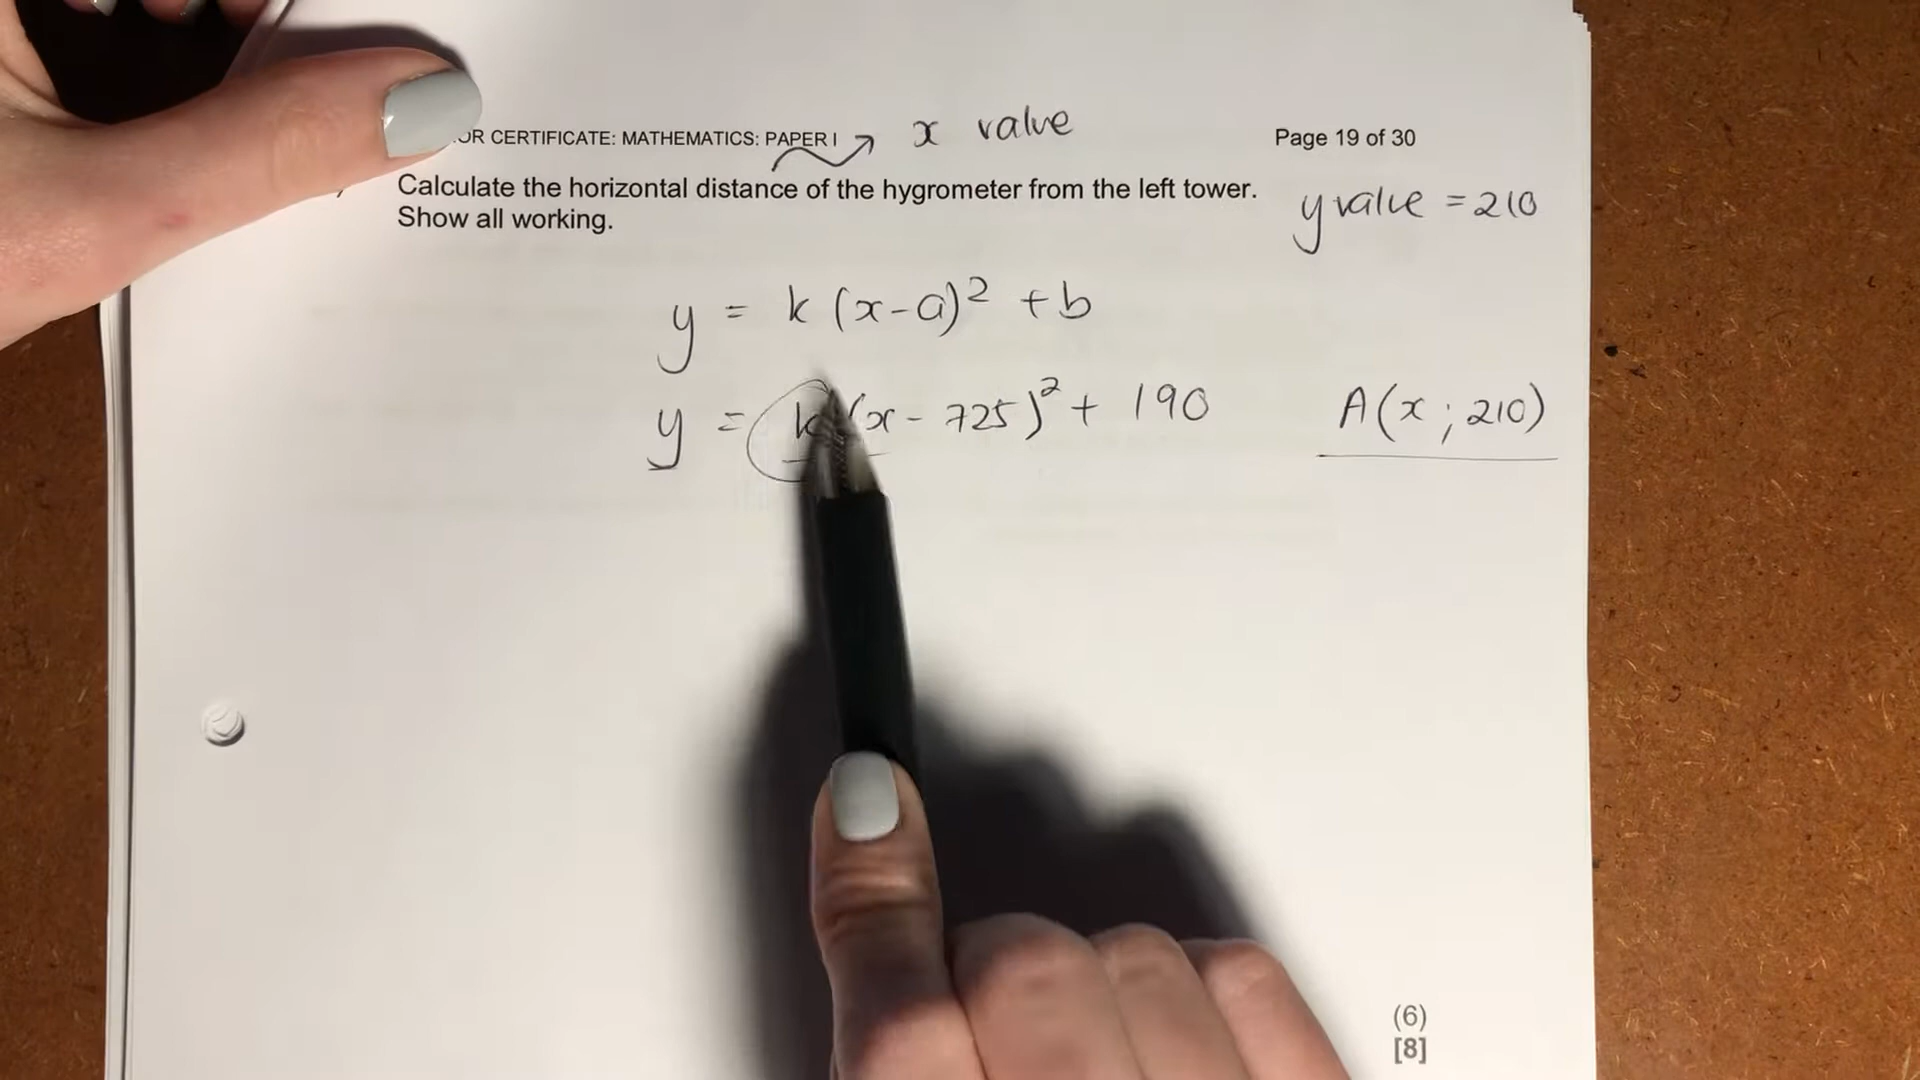 OR CERTIFICATE: MATHEMATICS: PAPER I
x value
Page 19 of 30
Calculate the horizontal distance of the hygrometer from the left tower.
Show all working.
y value = 210
y = k (x-a)² + b
y = k (x - 725)² + 190
A(x ; 210)
(6)
[8]